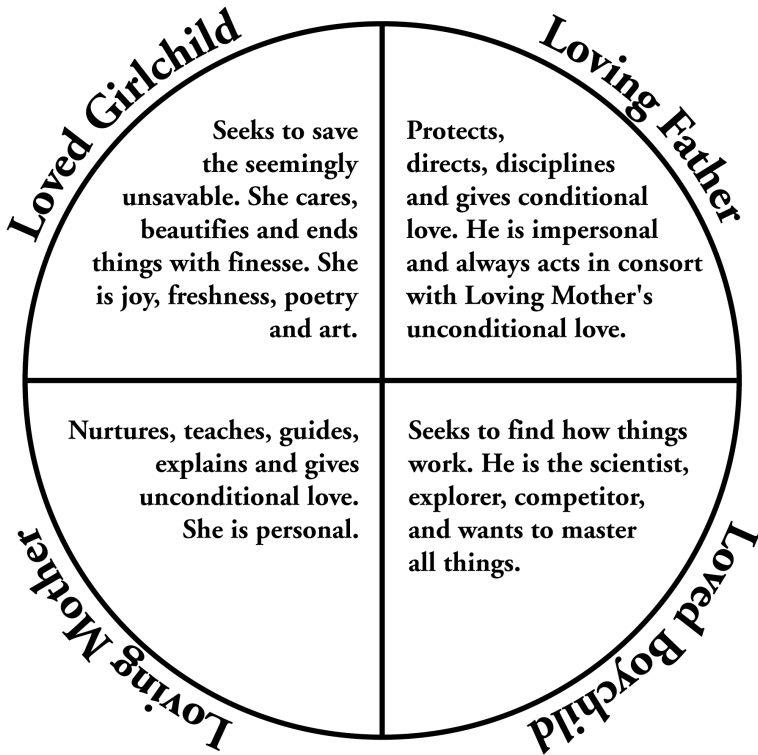 Loved Girlchild
Seeks to save
the seemingly
unsavable. She cares,
beautifies and ends
things with finesse. She
is joy, freshness, poetry
and art.
Loving Father
Protects,
directs, disciplines
and gives conditional
love. He is impersonal
and always acts in consort
with Loving Mother's
unconditional love.
Loving Mother
Nurtures, teaches, guides,
explains and gives
unconditional love.
She is personal.
Loved Boychild
Seeks to find how things
work. He is the scientist,
explorer, competitor,
and wants to master
all things.